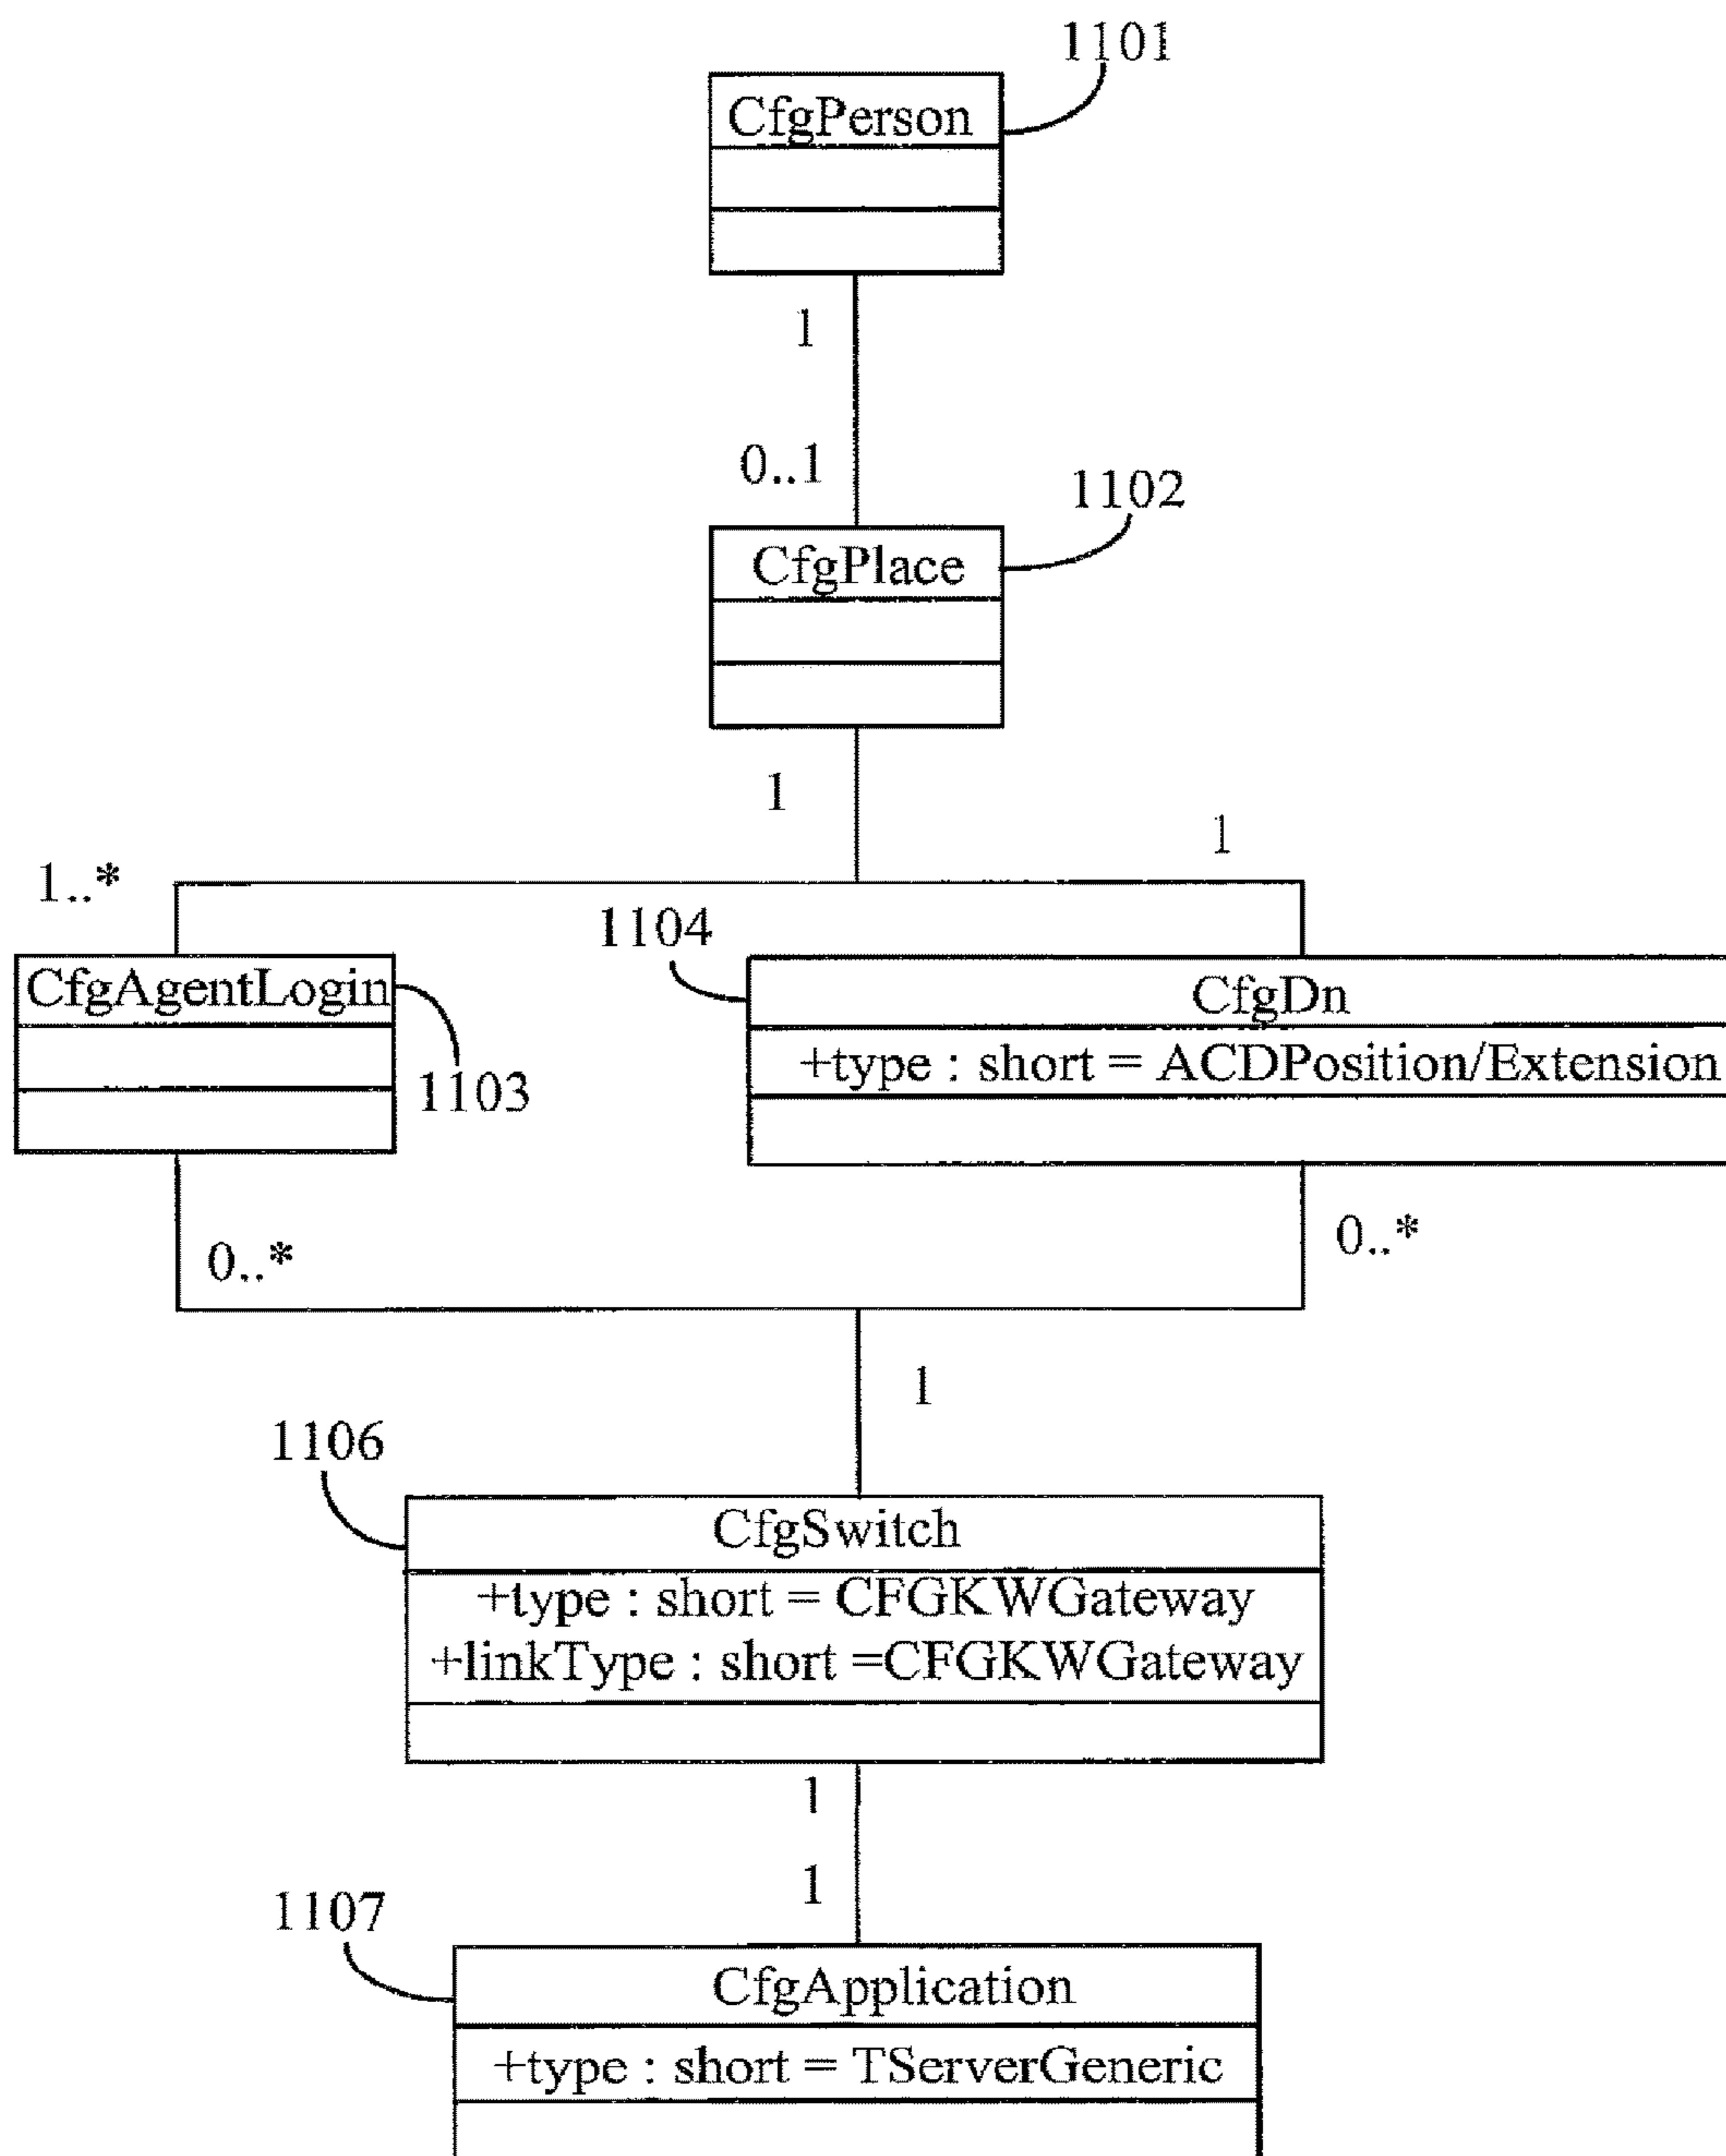 1101
CfgPerson
1
0..1
1102
CfgPlace
1
1
1..*
1104
CfgAgentLogin
CfgDn
+type : short = ACDPosition/Extension
1103
0..*
0..*
1
1106
CfgSwitch
+type : short = CFGKWGateway
+linkType : short =CFGKWGateway
1
1
1107
CfgApplication
+type : short = TServerGeneric